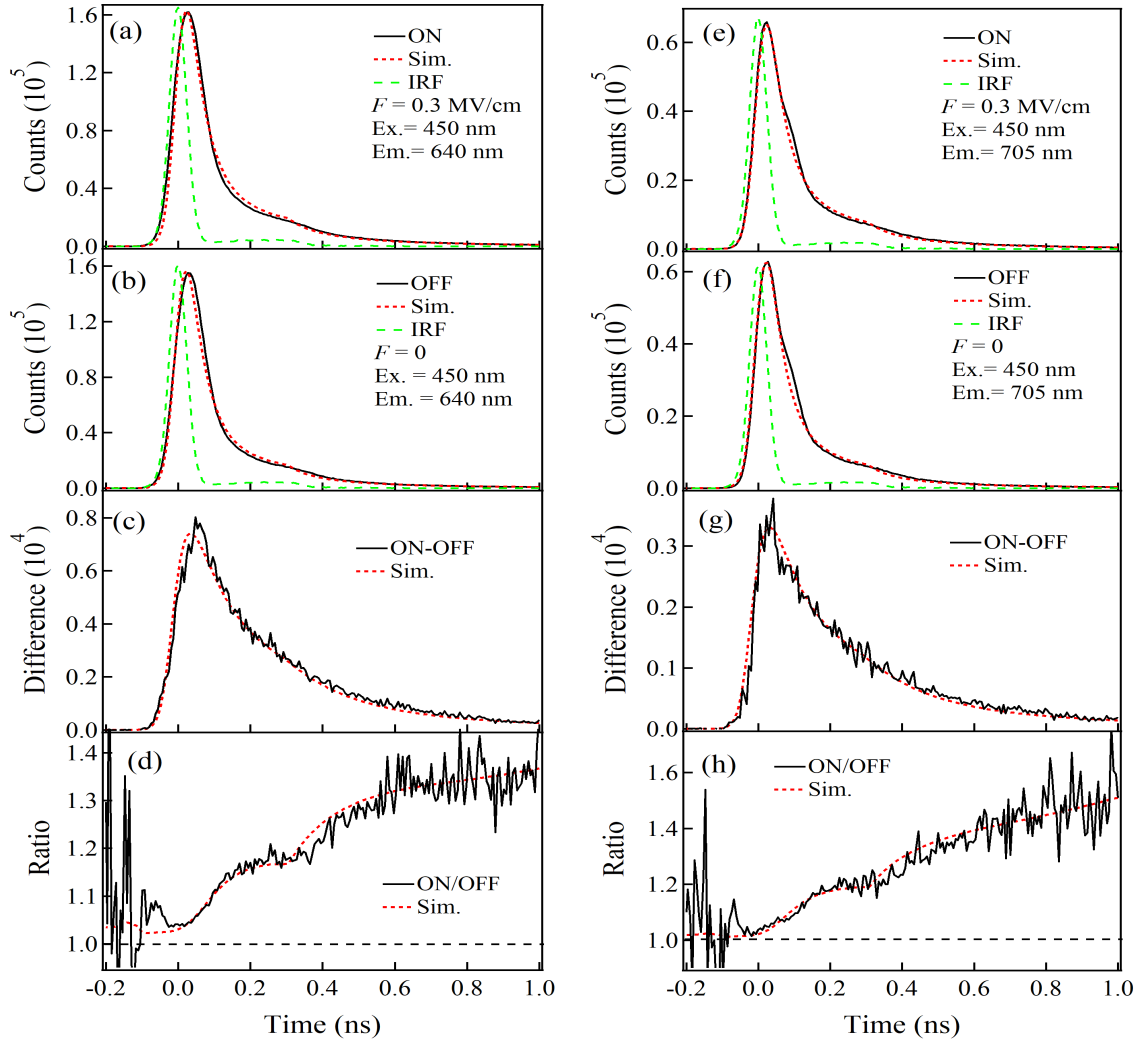 (a)
ON
Sim.
IRF
F = 0.3 MV/cm
Ex.= 450 nm
Em.= 640 nm
Counts (10^5)
1.6
1.2
0.8
0.4
0.0
(b)
OFF
Sim.
IRF
F = 0
Ex. = 450 nm
Em. = 640 nm
Counts (10^5)
1.6
1.2
0.8
0.4
0.0
(c)
ON-OFF
Sim.
Difference (10^4)
0.8
0.6
0.4
0.2
0.0
(d)
ON/OFF
Sim.
Ratio
1.4
1.3
1.2
1.1
1.0
-0.2 0.0 0.2 0.4 0.6 0.8 1.0
Time (ns)
(e)
ON
Sim.
IRF
F = 0.3 MV/cm
Ex.= 450 nm
Em.= 705 nm
Counts (10^5)
0.6
0.4
0.2
0.0
(f)
OFF
Sim.
IRF
F = 0
Ex.= 450 nm
Em.= 705 nm
Counts (10^5)
0.6
0.4
0.2
0.0
(g)
ON-OFF
Sim.
Difference (10^4)
0.3
0.2
0.1
0.0
(h)
ON/OFF
Sim.
Ratio
1.6
1.4
1.2
1.0
-0.2 0.0 0.2 0.4 0.6 0.8 1.0
Time (ns)